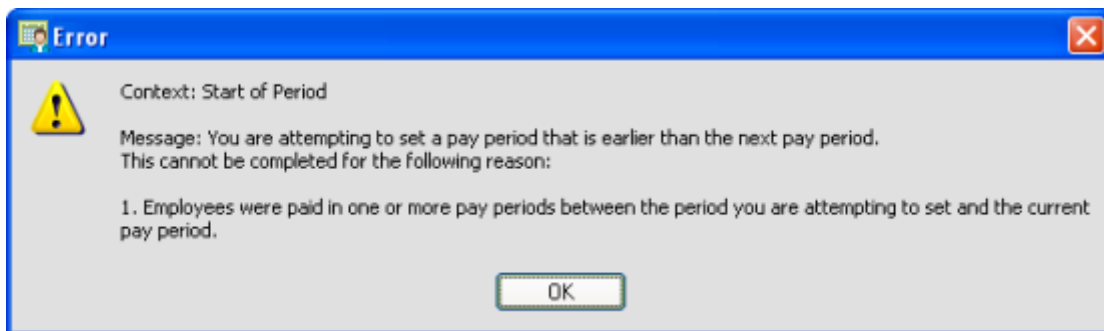 Error
Context: Start of Period
Message: You are attempting to set a pay period that is earlier than the next pay period.
This cannot be completed for the following reason:
1. Employees were paid in one or more pay periods between the period you are attempting to set and the current
pay period.
OK